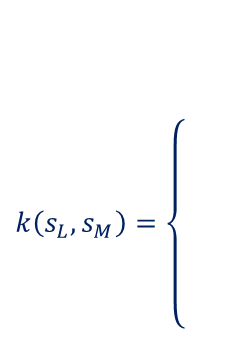 k(s_L, s_M) = {